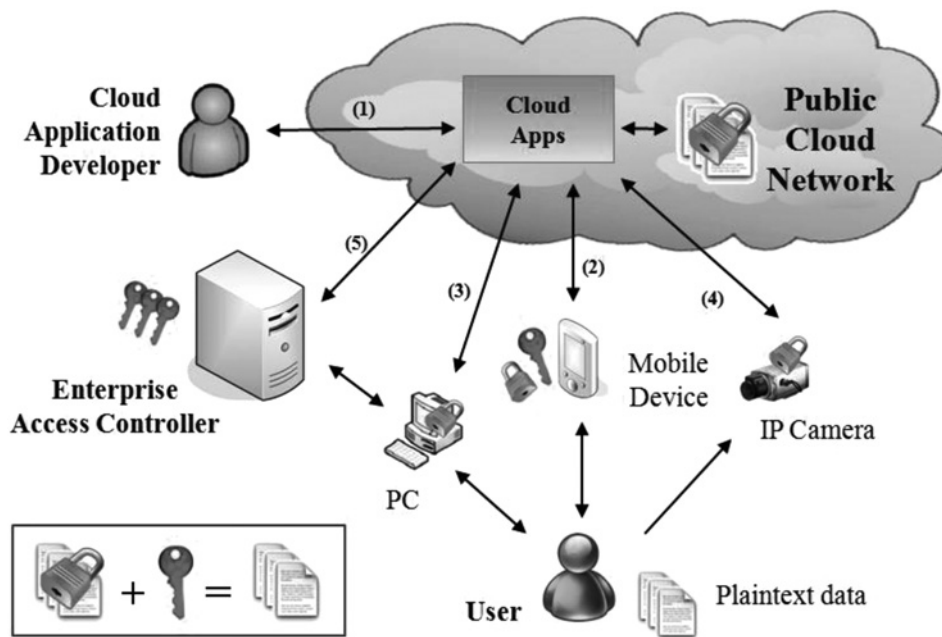 Cloud
Application
Developer
(1)
Cloud
Apps
Public
Cloud
Network
(5)
(3)
(2)
(4)
Enterprise
Access Controller
Mobile
Device
IP Camera
PC
+
=
User
Plaintext data